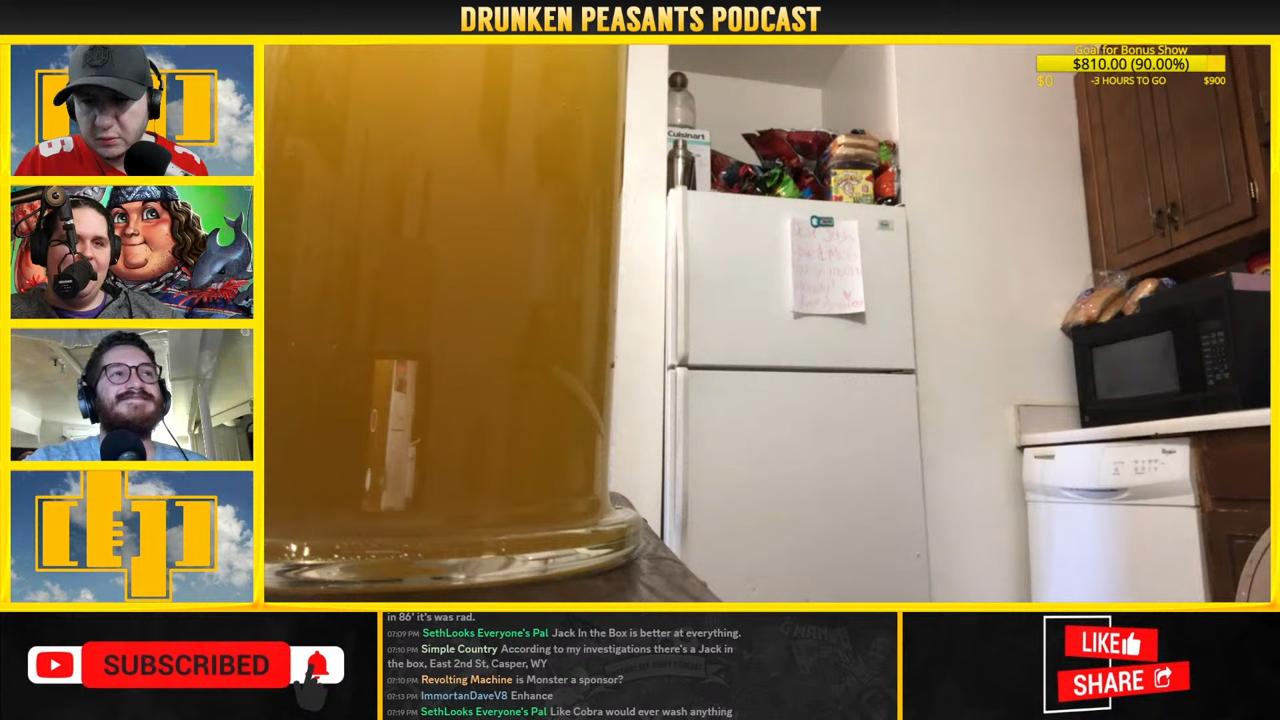 DRUNKEN PEASANTS PODCAST
Goal for Bonus Show
$810.00 (90.00%)
$0 -3 HOURS TO GO $900
Cuisinart
in 86' it's was rad.
07:09 PM SethLooks Everyone's Pal Jack In the Box is better at everything.
07:10 PM Simple Country According to my investigations there's a Jack in
the box, East 2nd St, Casper, WY
07:10 PM Revolting Machine is Monster a sponsor?
07:13 PM ImmortanDaveV8 Enhance
07:19 PM SethLooks Everyone's Pal Like Cobra would ever wash anything
SUBSCRIBED
LIKE
SHARE